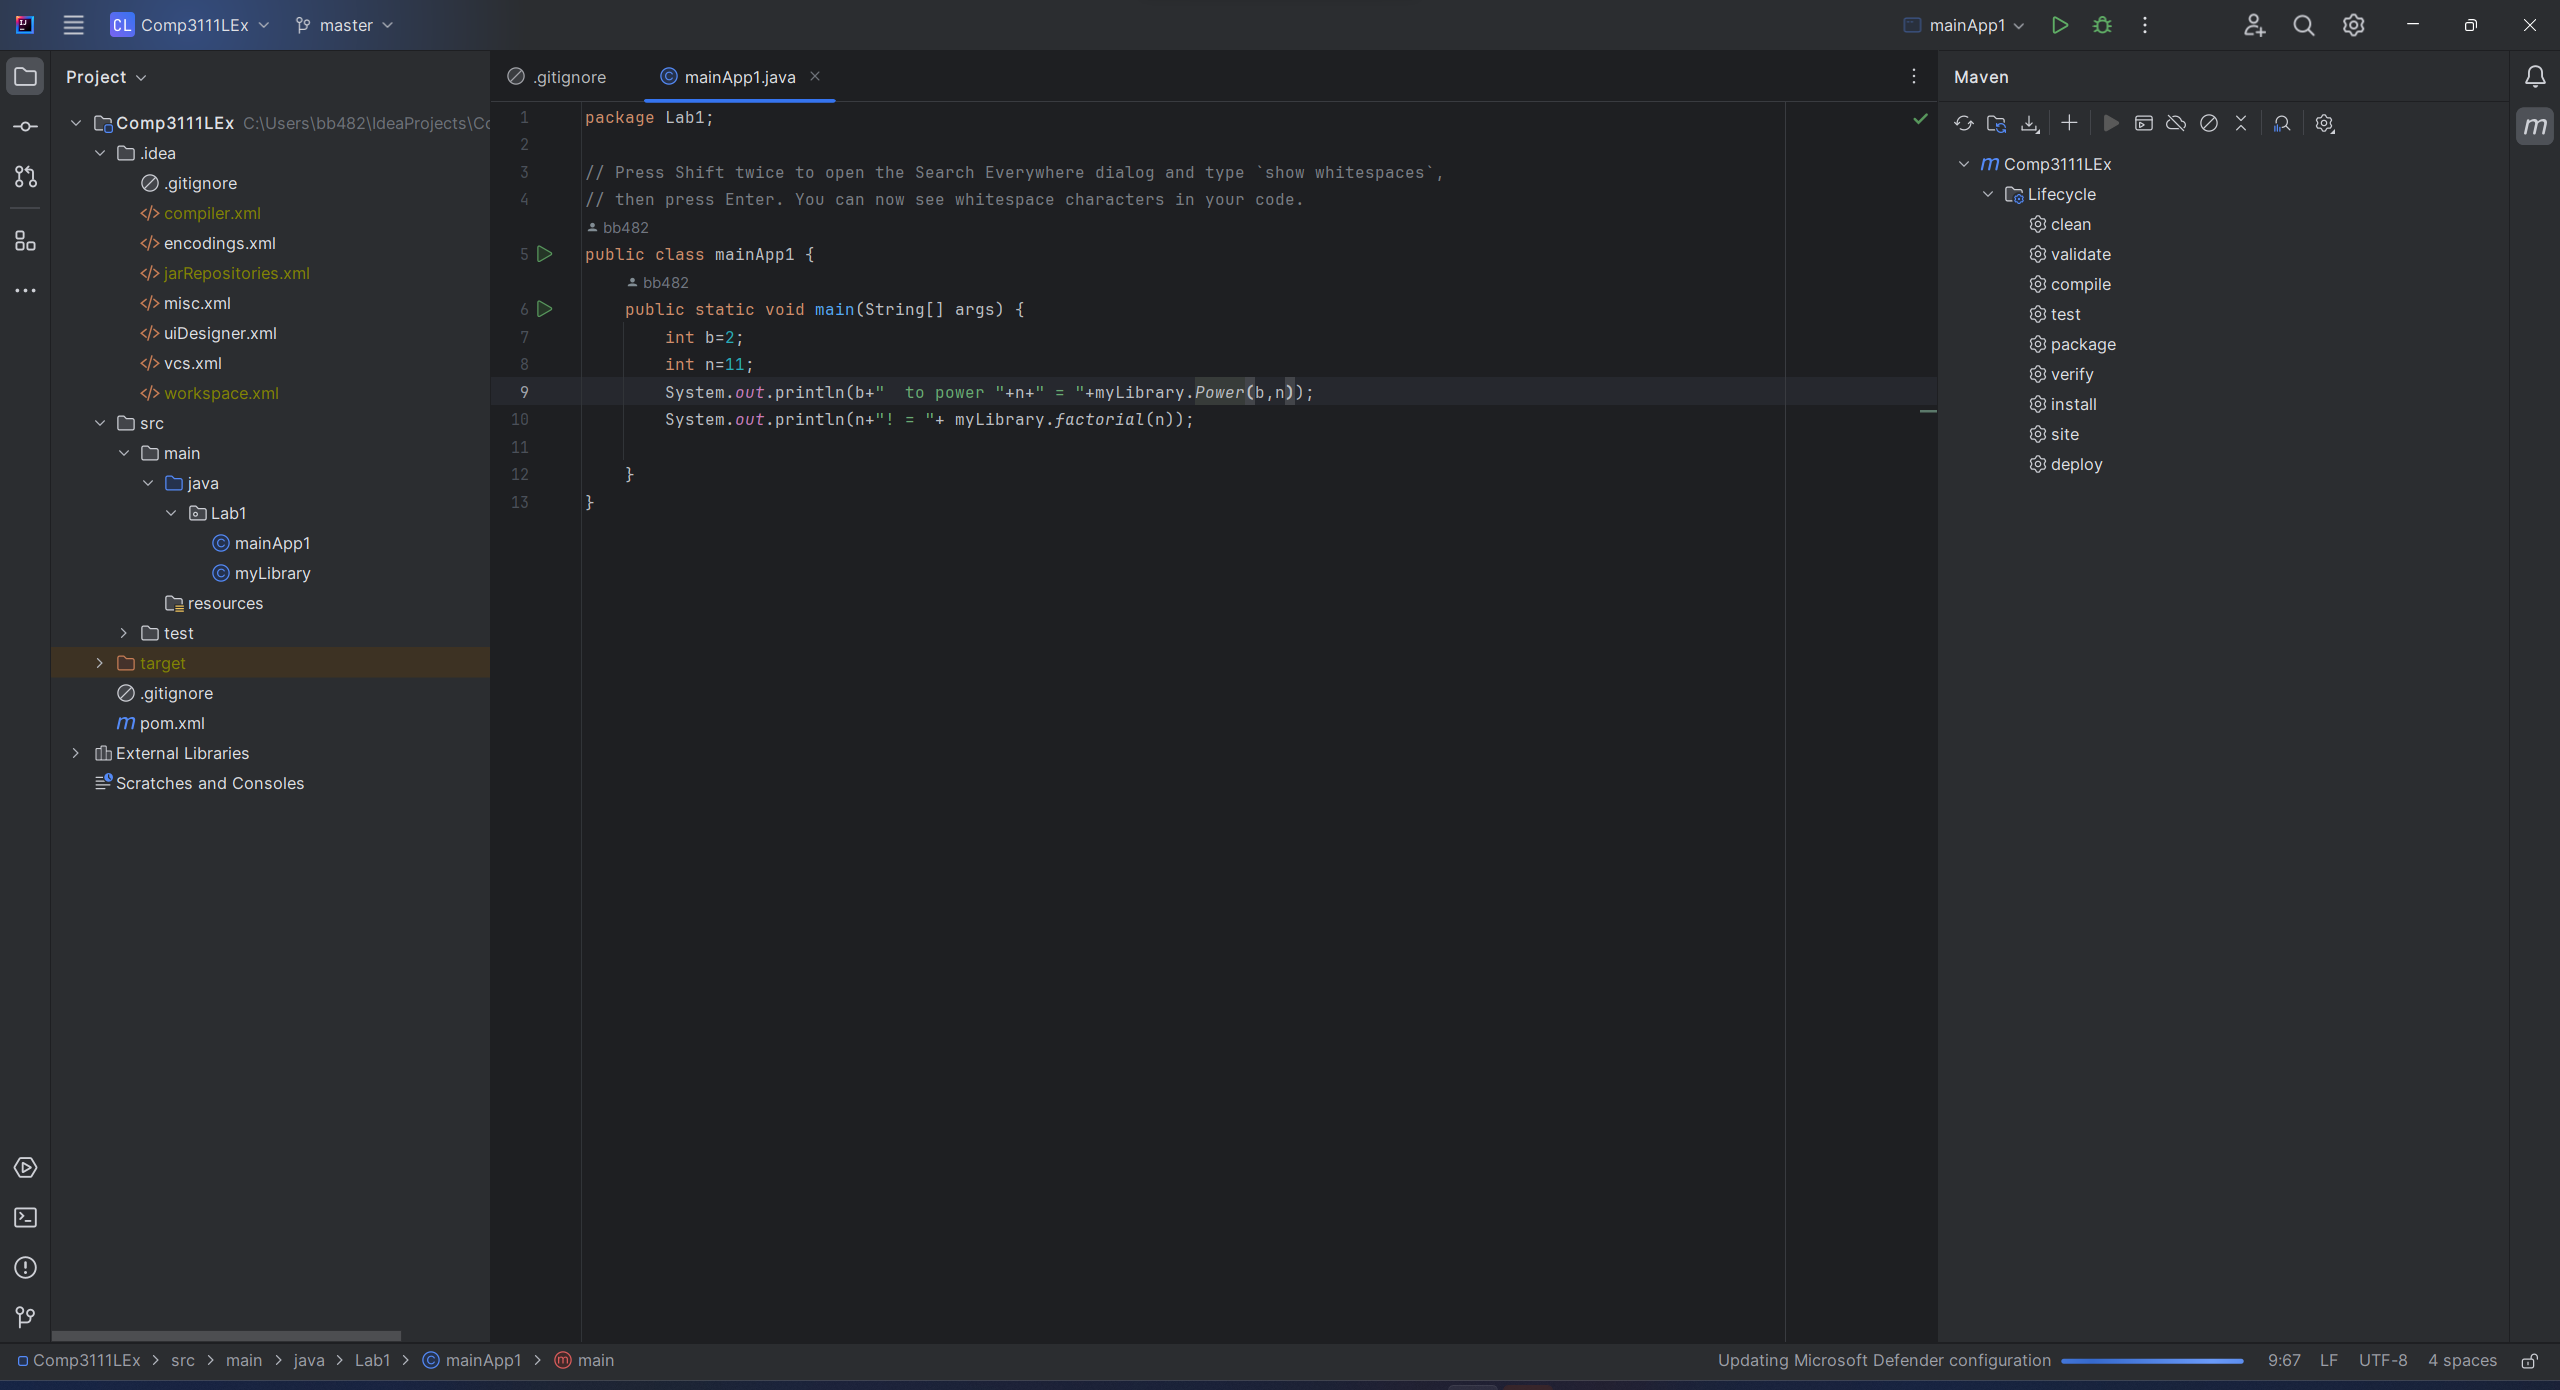 CL Comp3111LEx master mainApp1
Project
Comp3111LEx C:\Users\bb482\IdeaProjects\Co
.idea
.gitignore
compiler.xml
encodings.xml
jarRepositories.xml
misc.xml
uiDesigner.xml
vcs.xml
workspace.xml
src
main
java
Lab1
mainApp1
myLibrary
resources
test
target
.gitignore
pom.xml
External Libraries
Scratches and Consoles
.gitignore mainApp1.java
1 package Lab1;
2
3 // Press Shift twice to open the Search Everywhere dialog and type `show whitespaces`,
4 // then press Enter. You can now see whitespace characters in your code.
bb482
5 public class mainApp1 {
bb482
6 public static void main(String[] args) {
7 int b=2;
8 int n=11;
9 System.out.println(b+"  to power "+n+" = "+myLibrary.Power(b,n));
10 System.out.println(n+"! = "+ myLibrary.factorial(n));
11
12 }
13 }
Maven
m
Comp3111LEx
Lifecycle
clean
validate
compile
test
package
verify
install
site
deploy
Comp3111LEx > src > main > java > Lab1 > mainApp1 > main
Updating Microsoft Defender configuration 9:67 LF UTF-8 4 spaces